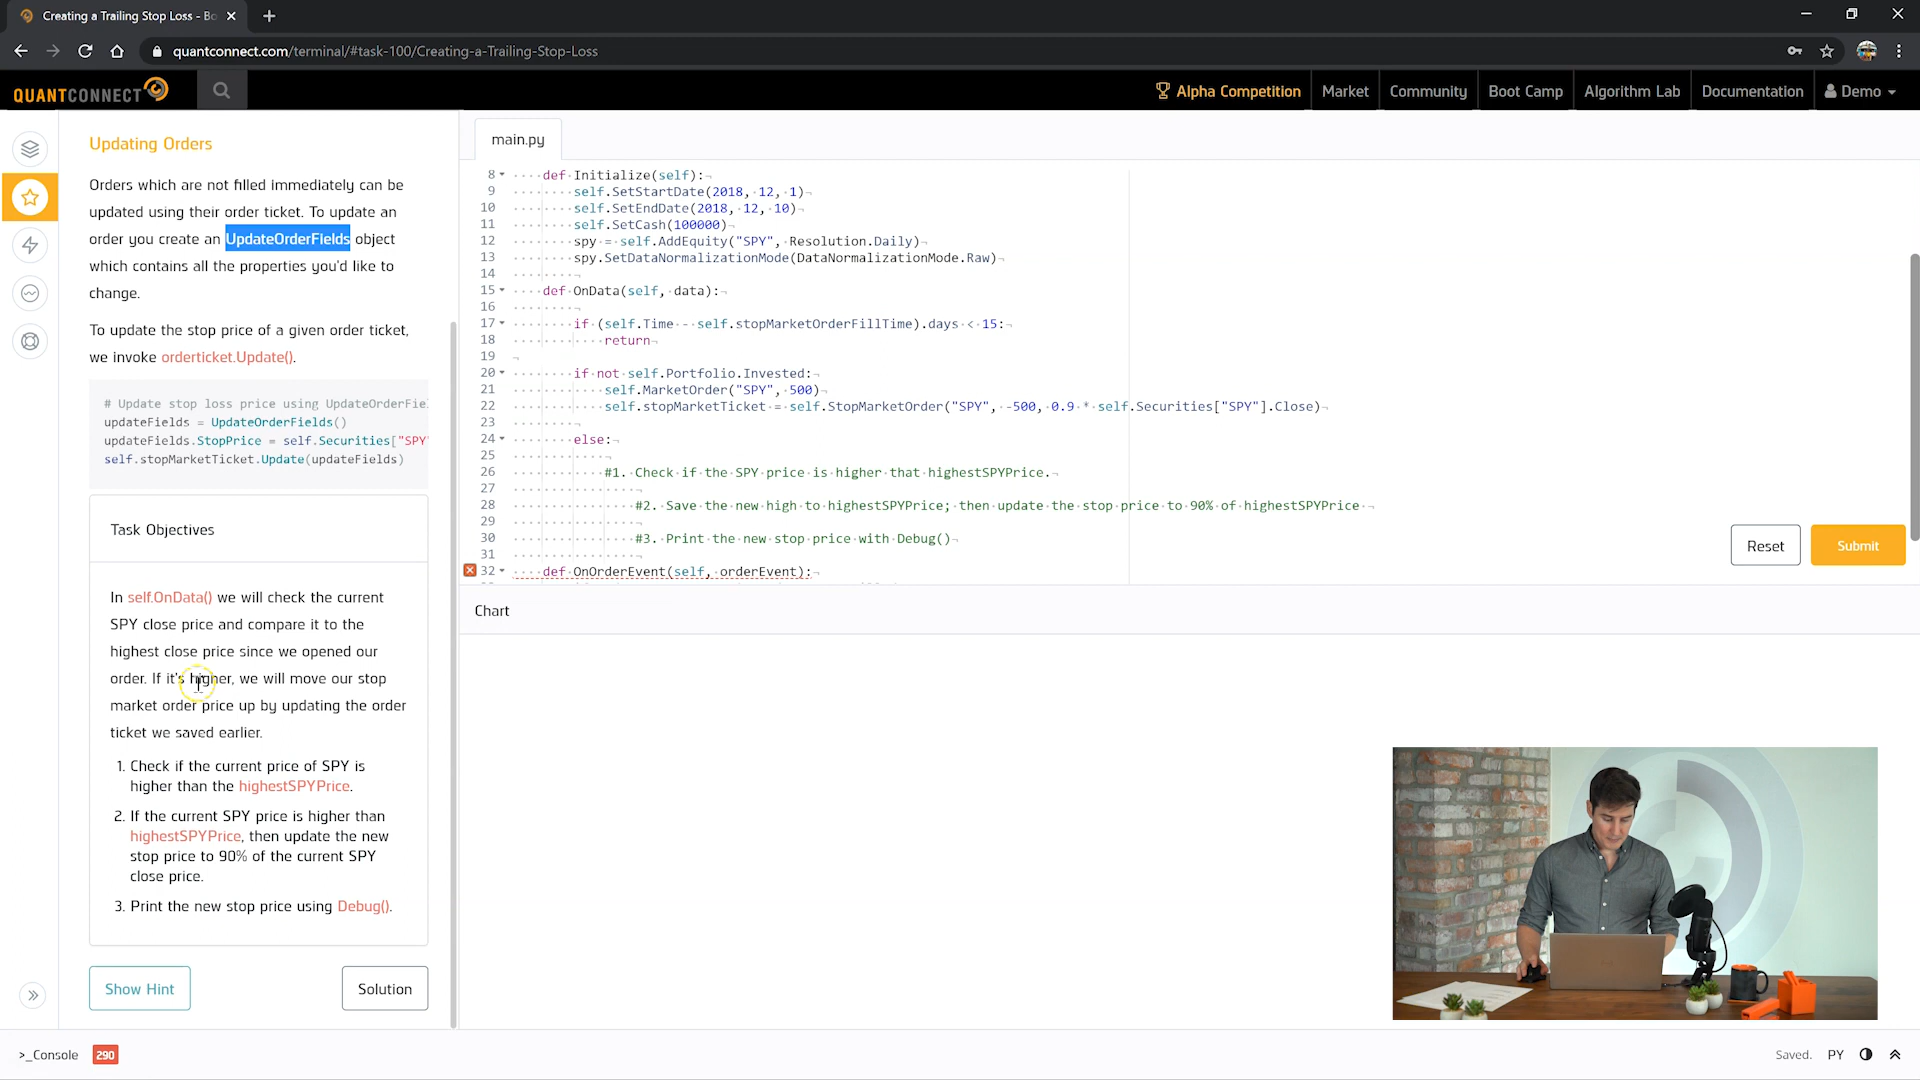 Creating a Trailing Stop Loss - Bo
quantconnect.com/terminal/#task-100/Creating-a-Trailing-Stop-Loss
QUANTCONNECT
Alpha Competition
Market
Community
Boot Camp
Algorithm Lab
Documentation
Demo
Updating Orders
Orders which are not filled immediately can be
updated using their order ticket. To update an
order you create an UpdateOrderFIelds object
which contains all the properties you'd like to
change.
To update the stop price of a given order ticket,
we invoke orderticket.Update().
# Update stop loss price using UpdateOrderFie
updateFields = UpdateOrderFields()
updateFields.StopPrice = self.Securities["SPY"
self.stopMarketTicket.Update(updateFields)
Task Objectives
In self.OnData() we will check the current
SPY close price and compare it to the
highest close price since we opened our
order. If it's higher, we will move our stop
market order price up by updating the order
ticket we saved earlier.
1. Check if the current price of SPY is
higher than the highestSPYPrice.
2. If the current SPY price is higher than
highestSPYPrice, then update the new
stop price to 90% of the current SPY
close price.
3. Print the new stop price using Debug().
Show Hint
Solution
main.py
8 def Initialize(self):
9 self.SetStartDate(2018, 12, 1)
10 self.SetEndDate(2018, 12, 10)
11 self.SetCash(100000)
12 spy = self.AddEquity("SPY", Resolution.Daily)
13 spy.SetDataNormalizationMode(DataNormalizationMode.Raw)
14
15 def OnData(self, data):
16
17 if (self.Time - self.stopMarketOrderFillTime).days < 15:
18 return
19
20 if not self.Portfolio.Invested:
21 self.MarketOrder("SPY", 500)
22 self.stopMarketTicket = self.StopMarketOrder("SPY", -500, 0.9 * self.Securities["SPY"].Close)
23
24 else:
25
26 #1. Check if the SPY price is higher that highestSPYPrice.
27
28 #2. Save the new high to highestSPYPrice; then update the stop price to 90% of highestSPYPrice
29
30 #3. Print the new stop price with Debug()
31
32 def OnOrderEvent(self, orderEvent):
Reset
Submit
Chart
>_Console
290
Saved.
PY